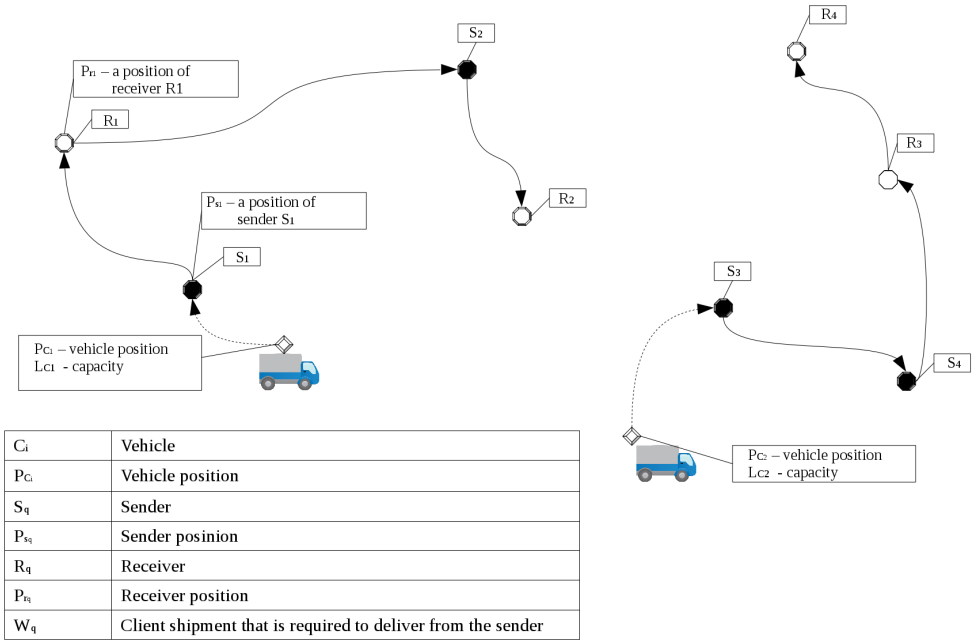 R4
S2
Pr1 – a position of
receiver R1
R1
R3
Ps1 – a position of
sender S1
R2
S1
S3
PC1 – vehicle position
LC1 - capacity
S4
PC2 – vehicle position
LC2 - capacity
Ci Vehicle
PCi Vehicle position
Sq Sender
Psq Sender posinion
Rq Receiver
Prq Receiver position
Wq Client shipment that is required to deliver from the sender